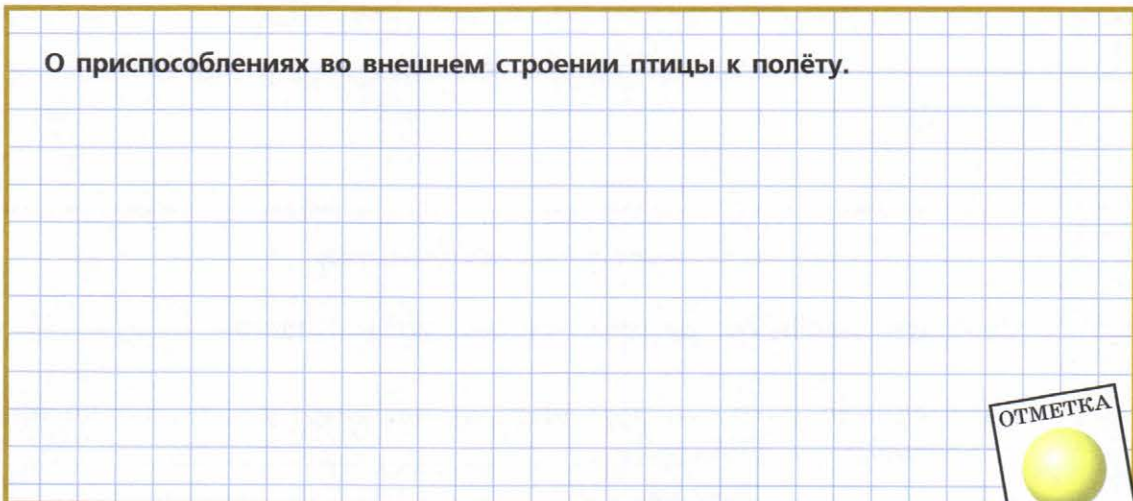 О приспособлениях во внешнем строении птицы к полёту.
ОТМЕТКА